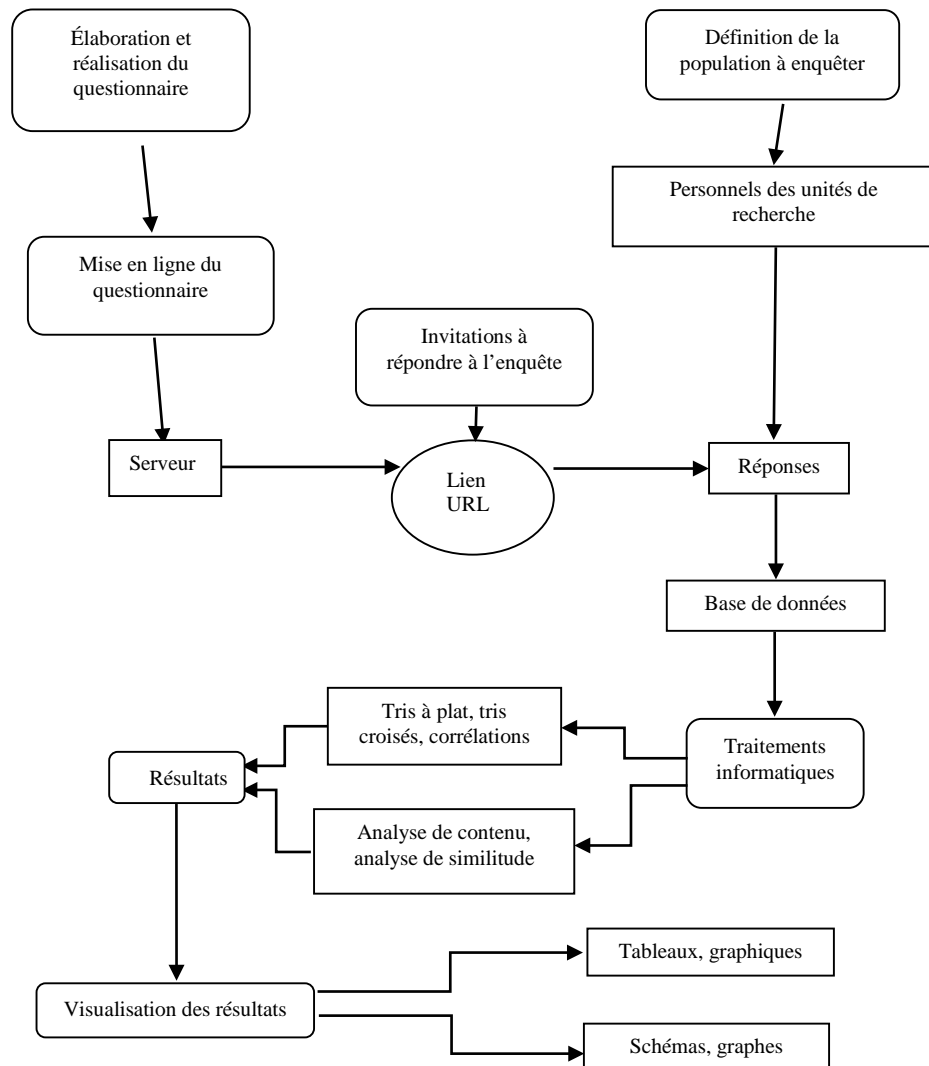 Élaboration et
réalisation du
questionnaire
Définition de la
population à enquêter
Personnels des unités de
recherche
Mise en ligne du
questionnaire
Invitations à
répondre à l’enquête
Serveur
Lien
URL
Réponses
Base de données
Tris à plat, tris
croisés, corrélations
Traitements
informatiques
Résultats
Analyse de contenu,
analyse de similitude
Tableaux, graphiques
Visualisation des résultats
Schémas, graphes